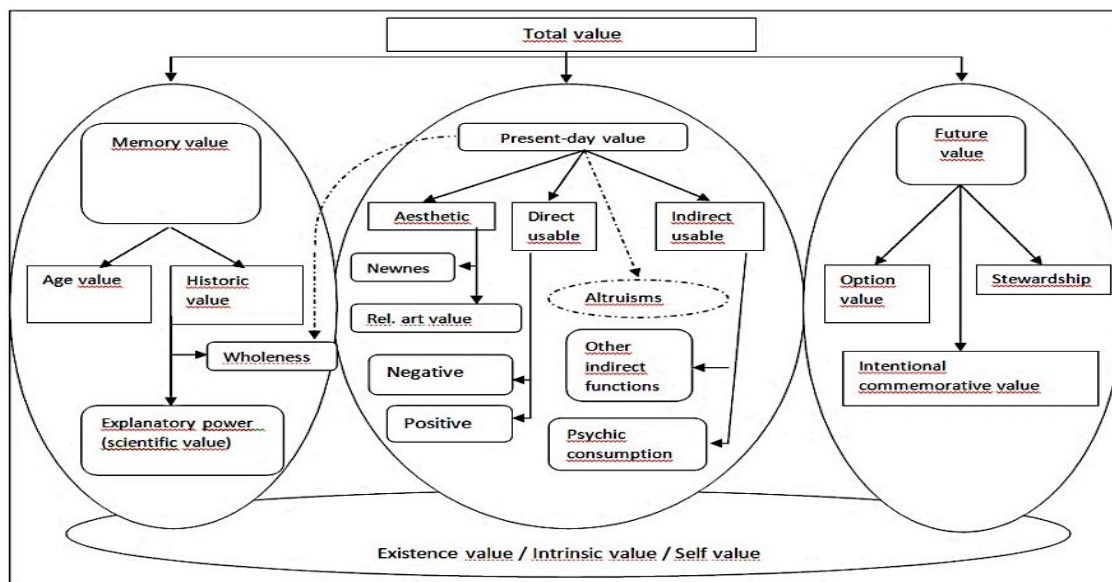 Total value
Memory value
Present-day value
Future
value
Aesthetic
Direct
usable
Indirect
usable
Age value
Historic
value
Newnes
Altruisms
Option
value
Stewardship
Rel. art value
Wholeness
Other
indirect
functions
Negative
Intentional
commemorative value
Explanatory power
(scientific value)
Positive
Psychic
consumption
Existence value / Intrinsic value / Self value